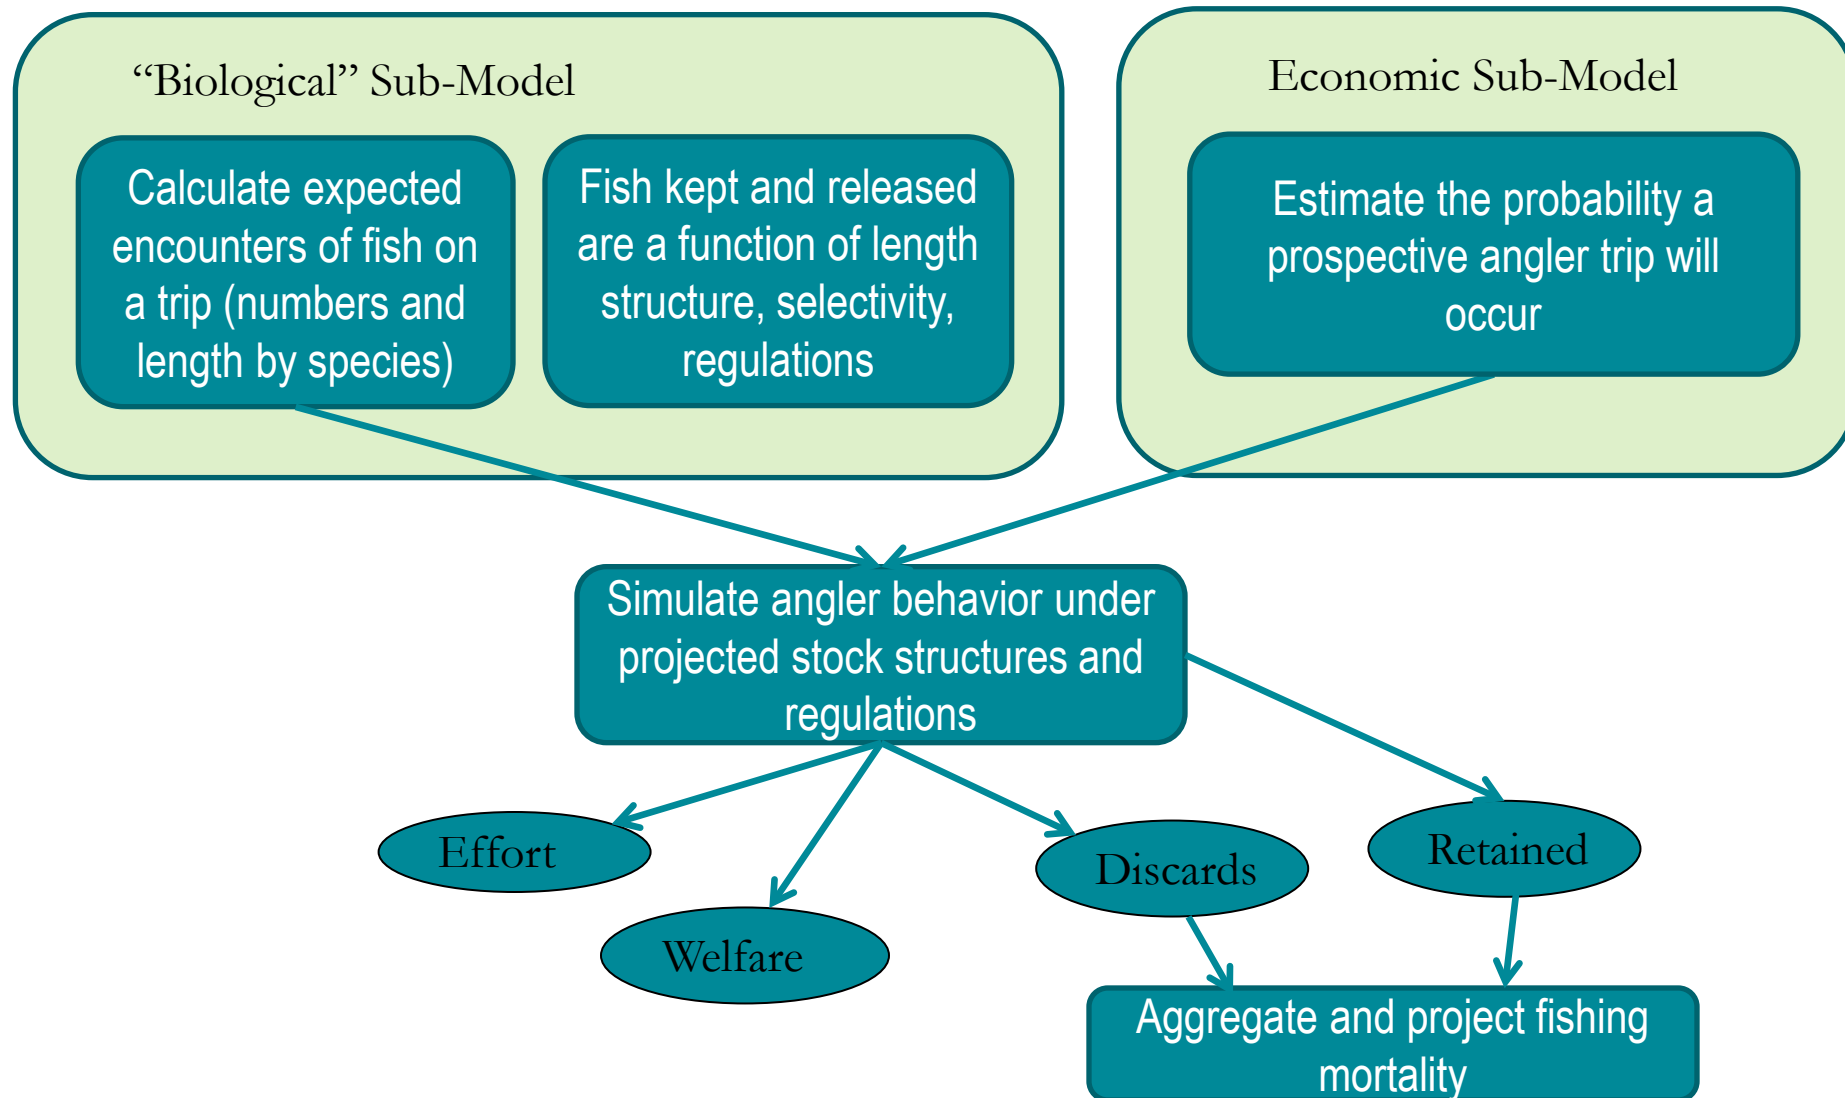 “Biological” Sub-Model
Calculate expected
encounters of fish on
a trip (numbers and
length by species)
Fish kept and released
are a function of length
structure, selectivity,
regulations
Economic Sub-Model
Estimate the probability a
prospective angler trip will
occur
Simulate angler behavior under
projected stock structures and
regulations
Effort
Welfare
Discards
Retained
Aggregate and project fishing
mortality